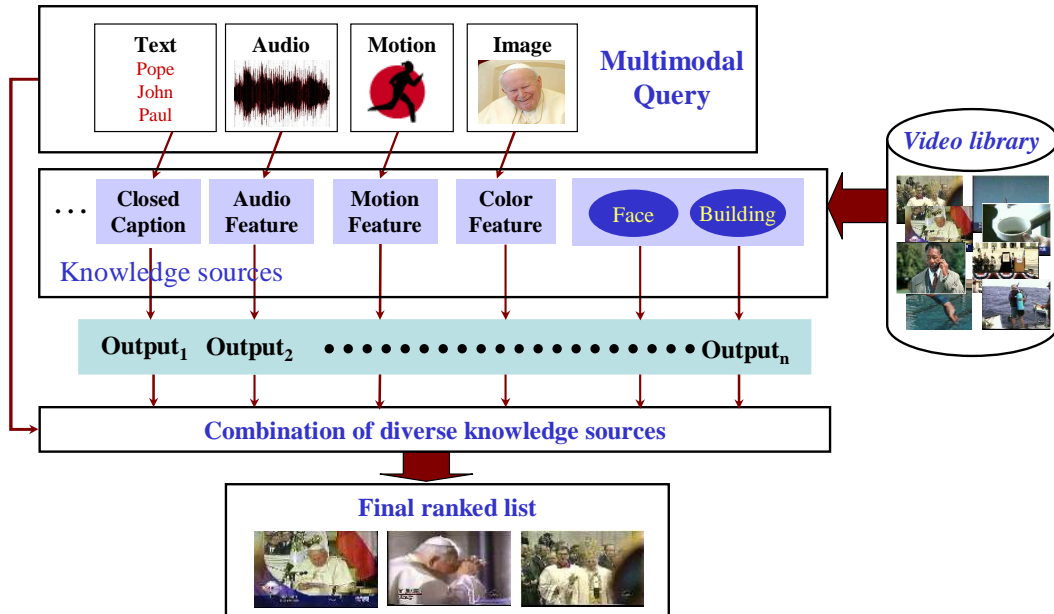 Text
Pope
John
Paul
Audio
Motion
Image
Multimodal
Query
Video library
... Closed
Caption
Audio
Feature
Motion
Feature
Color
Feature
Face
Building
Knowledge sources
Output1 Output2 .................... Outputn
Combination of diverse knowledge sources
Final ranked list